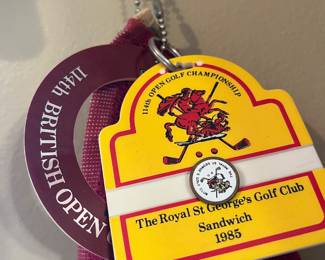 114th BRITISH OPEN
114th OPEN GOLF CHAMPIONSHIP
The Royal St George's Golf Club
Sandwich
1985